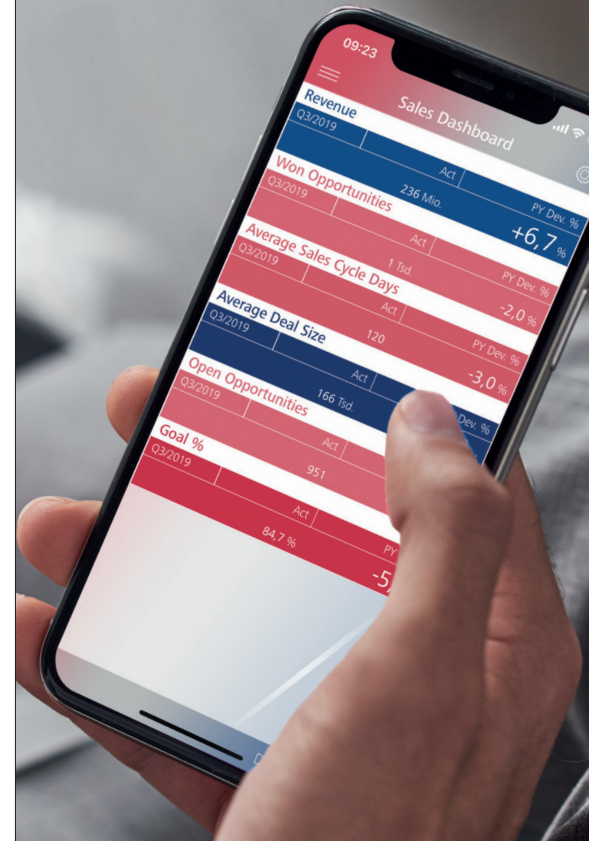 09:23
Sales Dashboard
Revenue
Q3/2019 Act PY Dev. %
236 Mio. +6,7 %
Won Opportunities
Q3/2019 Act PY Dev. %
1 Tsd. -2,0 %
Average Sales Cycle Days
Q3/2019 Act PY Dev. %
120 -3,0 %
Average Deal Size
Q3/2019 Act Dev. %
166 Tsd.
Open Opportunities
Q3/2019 Act
951
Goal %
Q3/2019 Act PY
84,7 % -5,